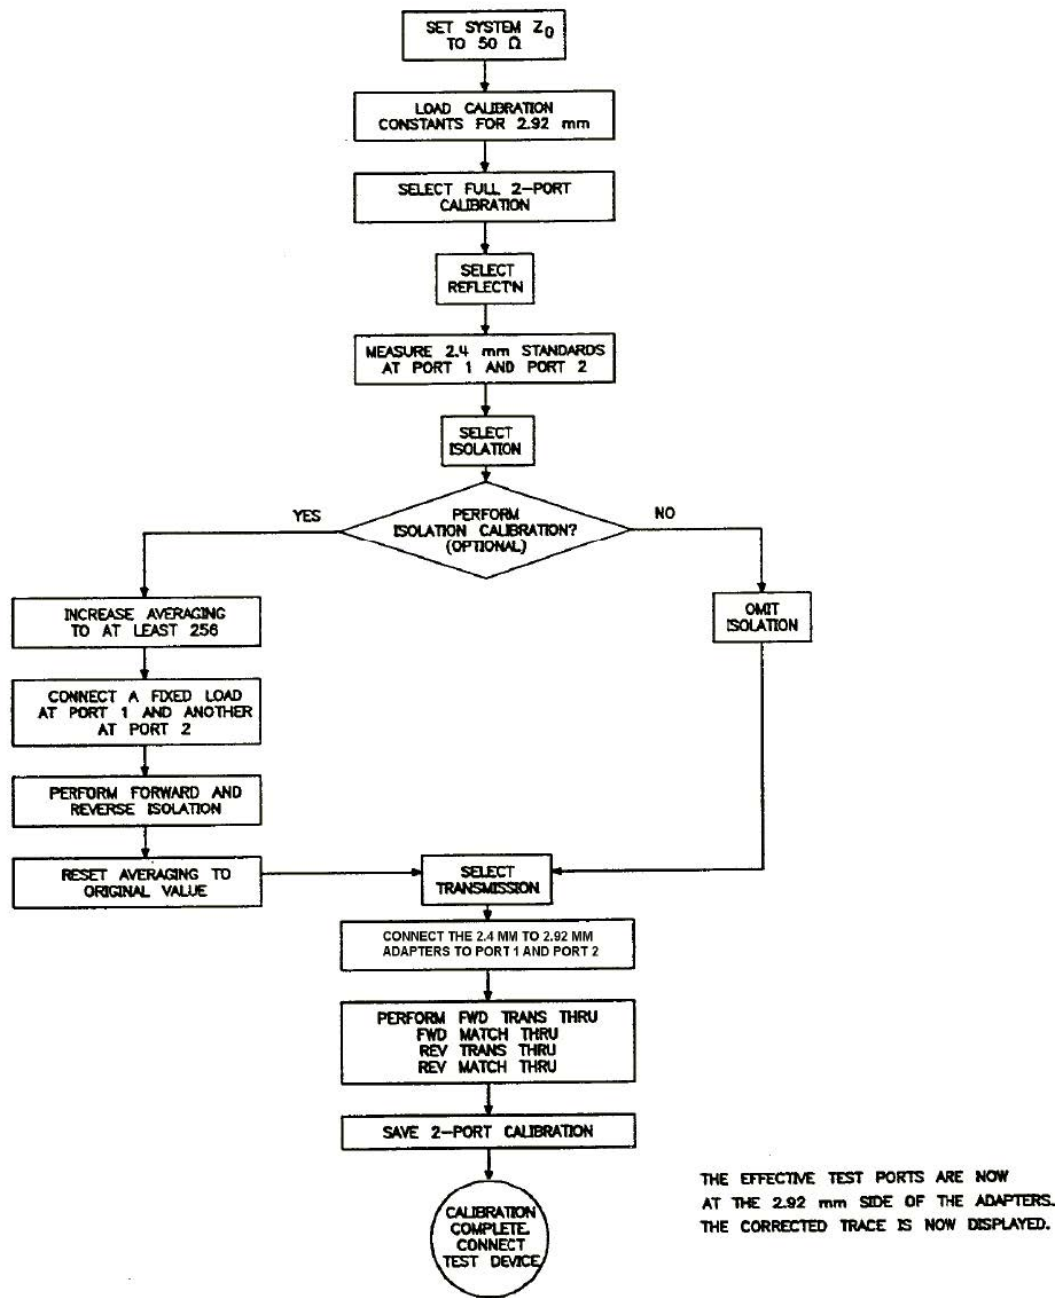 SET SYSTEM Z0
TO 50 Ω
LOAD CALIBRATION
CONSTANTS FOR 2.92 mm
SELECT FULL 2-PORT
CALIBRATION
SELECT
REFLECT'N
MEASURE 2.4 mm STANDARDS
AT PORT 1 AND PORT 2
SELECT
ISOLATION
PERFORM
ISOLATION CALIBRATION?
(OPTIONAL)
YES
NO
INCREASE AVERAGING
TO AT LEAST 256
OMIT
ISOLATION
CONNECT A FIXED LOAD
AT PORT 1 AND ANOTHER
AT PORT 2
PERFORM FORWARD AND
REVERSE ISOLATION
RESET AVERAGING TO
ORIGINAL VALUE
SELECT
TRANSMISSION
CONNECT THE 2.4 MM TO 2.92 MM
ADAPTERS TO PORT 1 AND PORT 2
PERFORM FWD TRANS THRU
FWD MATCH THRU
REV TRANS THRU
REV MATCH THRU
SAVE 2-PORT CALIBRATION
CALIBRATION
COMPLETE.
CONNECT
TEST DEVICE
THE EFFECTIVE TEST PORTS ARE NOW
AT THE 2.92 mm SIDE OF THE ADAPTERS.
THE CORRECTED TRACE IS NOW DISPLAYED.